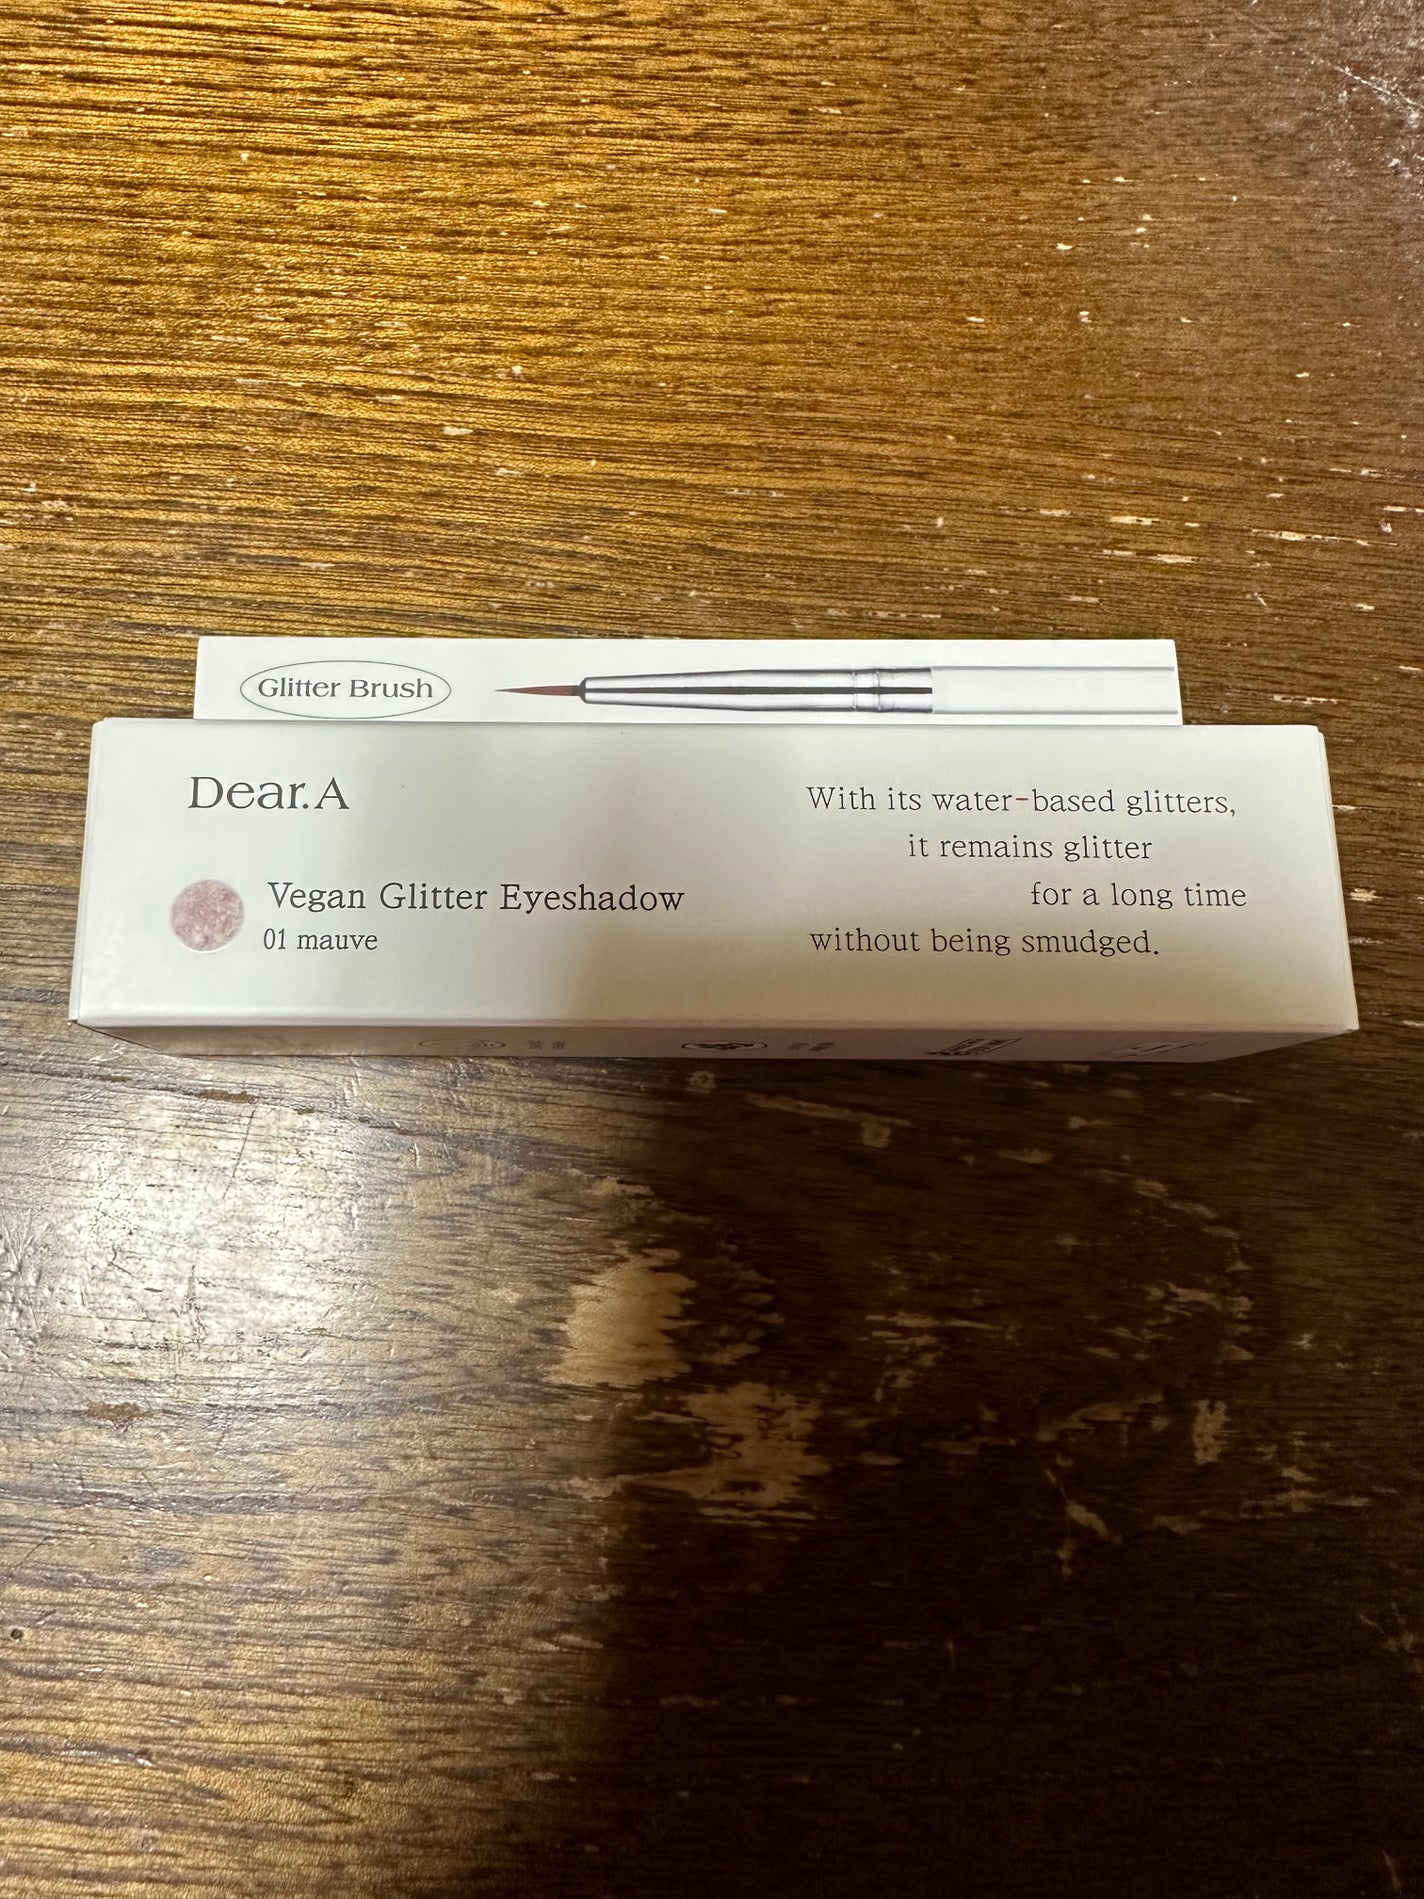 Glitter Brush
Dear.A
Vegan Glitter Eyeshadow
01 mauve
With its water-based glitters,
it remains glitter
for a long time
without being smudged.